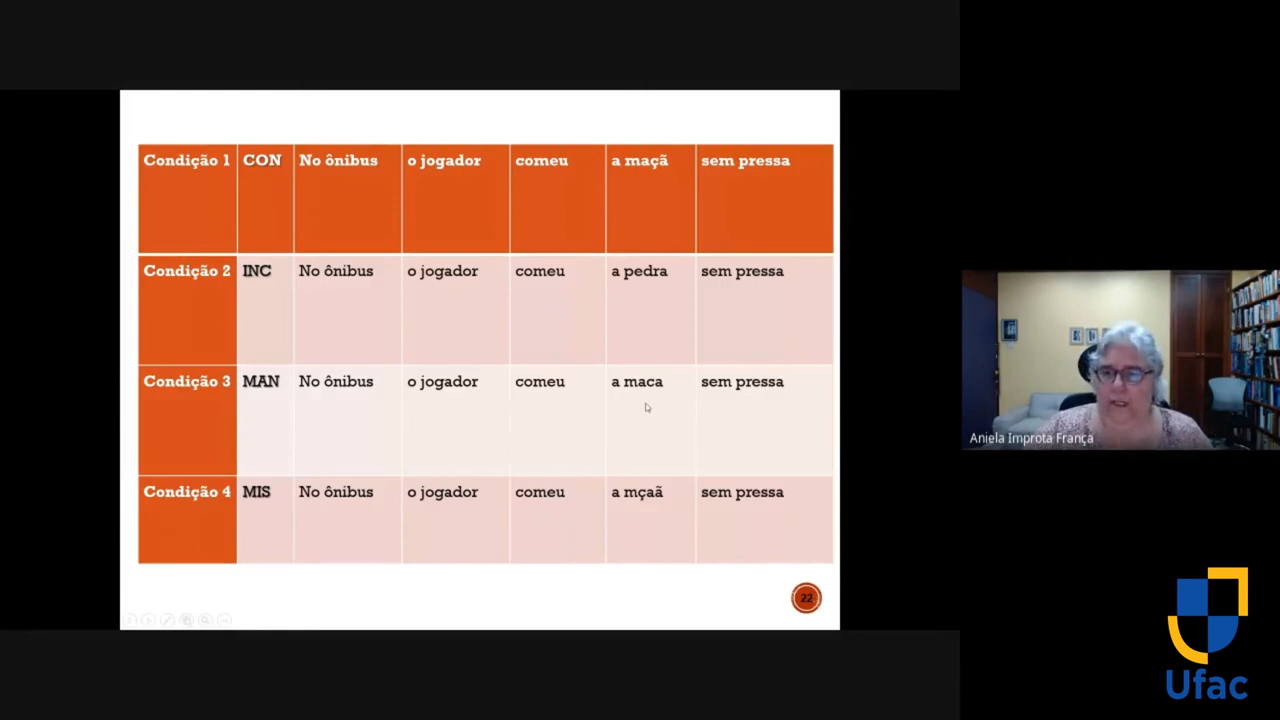 Condição 1 CON No ônibus o jogador comeu a maçã sem pressa
Condição 2 INC No ônibus o jogador comeu a pedra sem pressa
Condição 3 MAN No ônibus o jogador comeu a maca sem pressa
Condição 4 MIS No ônibus o jogador comeu a mçaã sem pressa
22
Aniela Improta França
Ufac